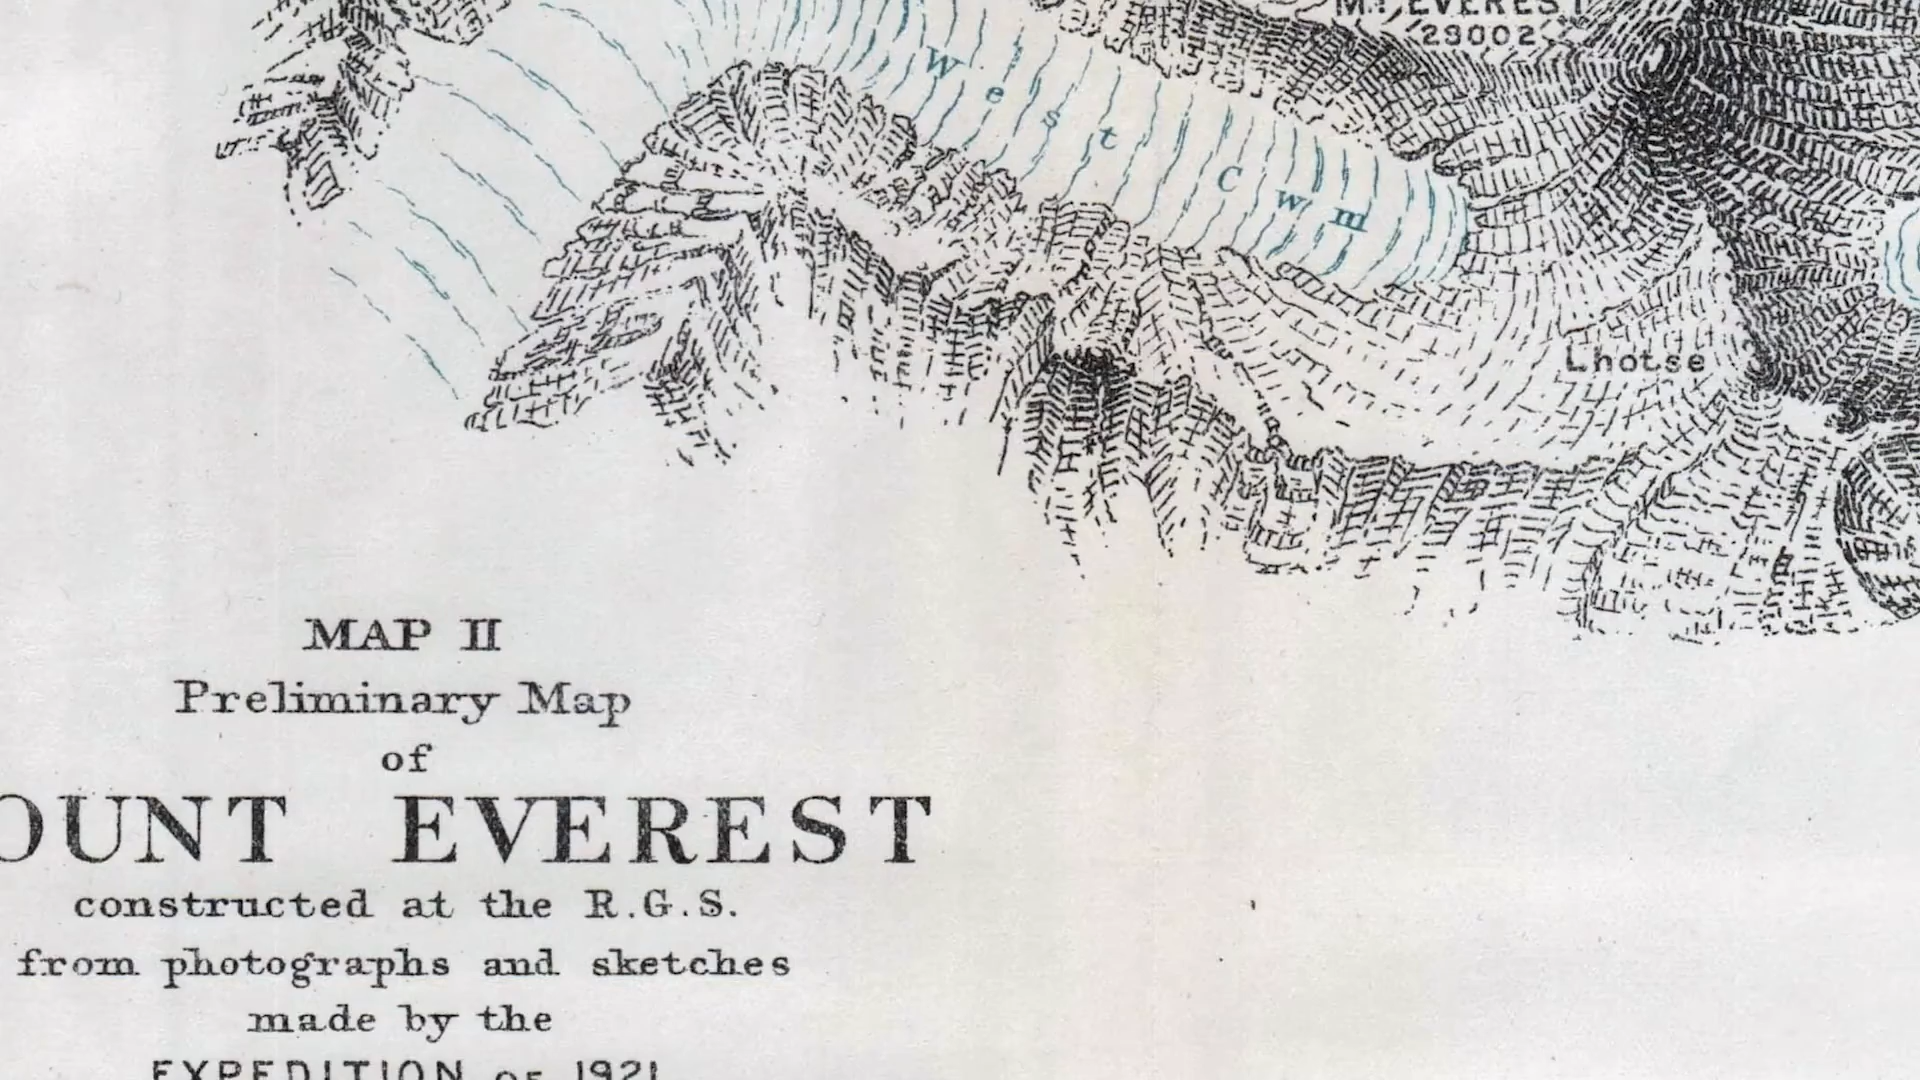 Mt. EVEREST
29002
West Cwm
Lhotse
MAP II
Preliminary Map
of
OUNT EVEREST
constructed at the R.G.S.
from photographs and sketches
made by the
EXPEDITION OF 1921